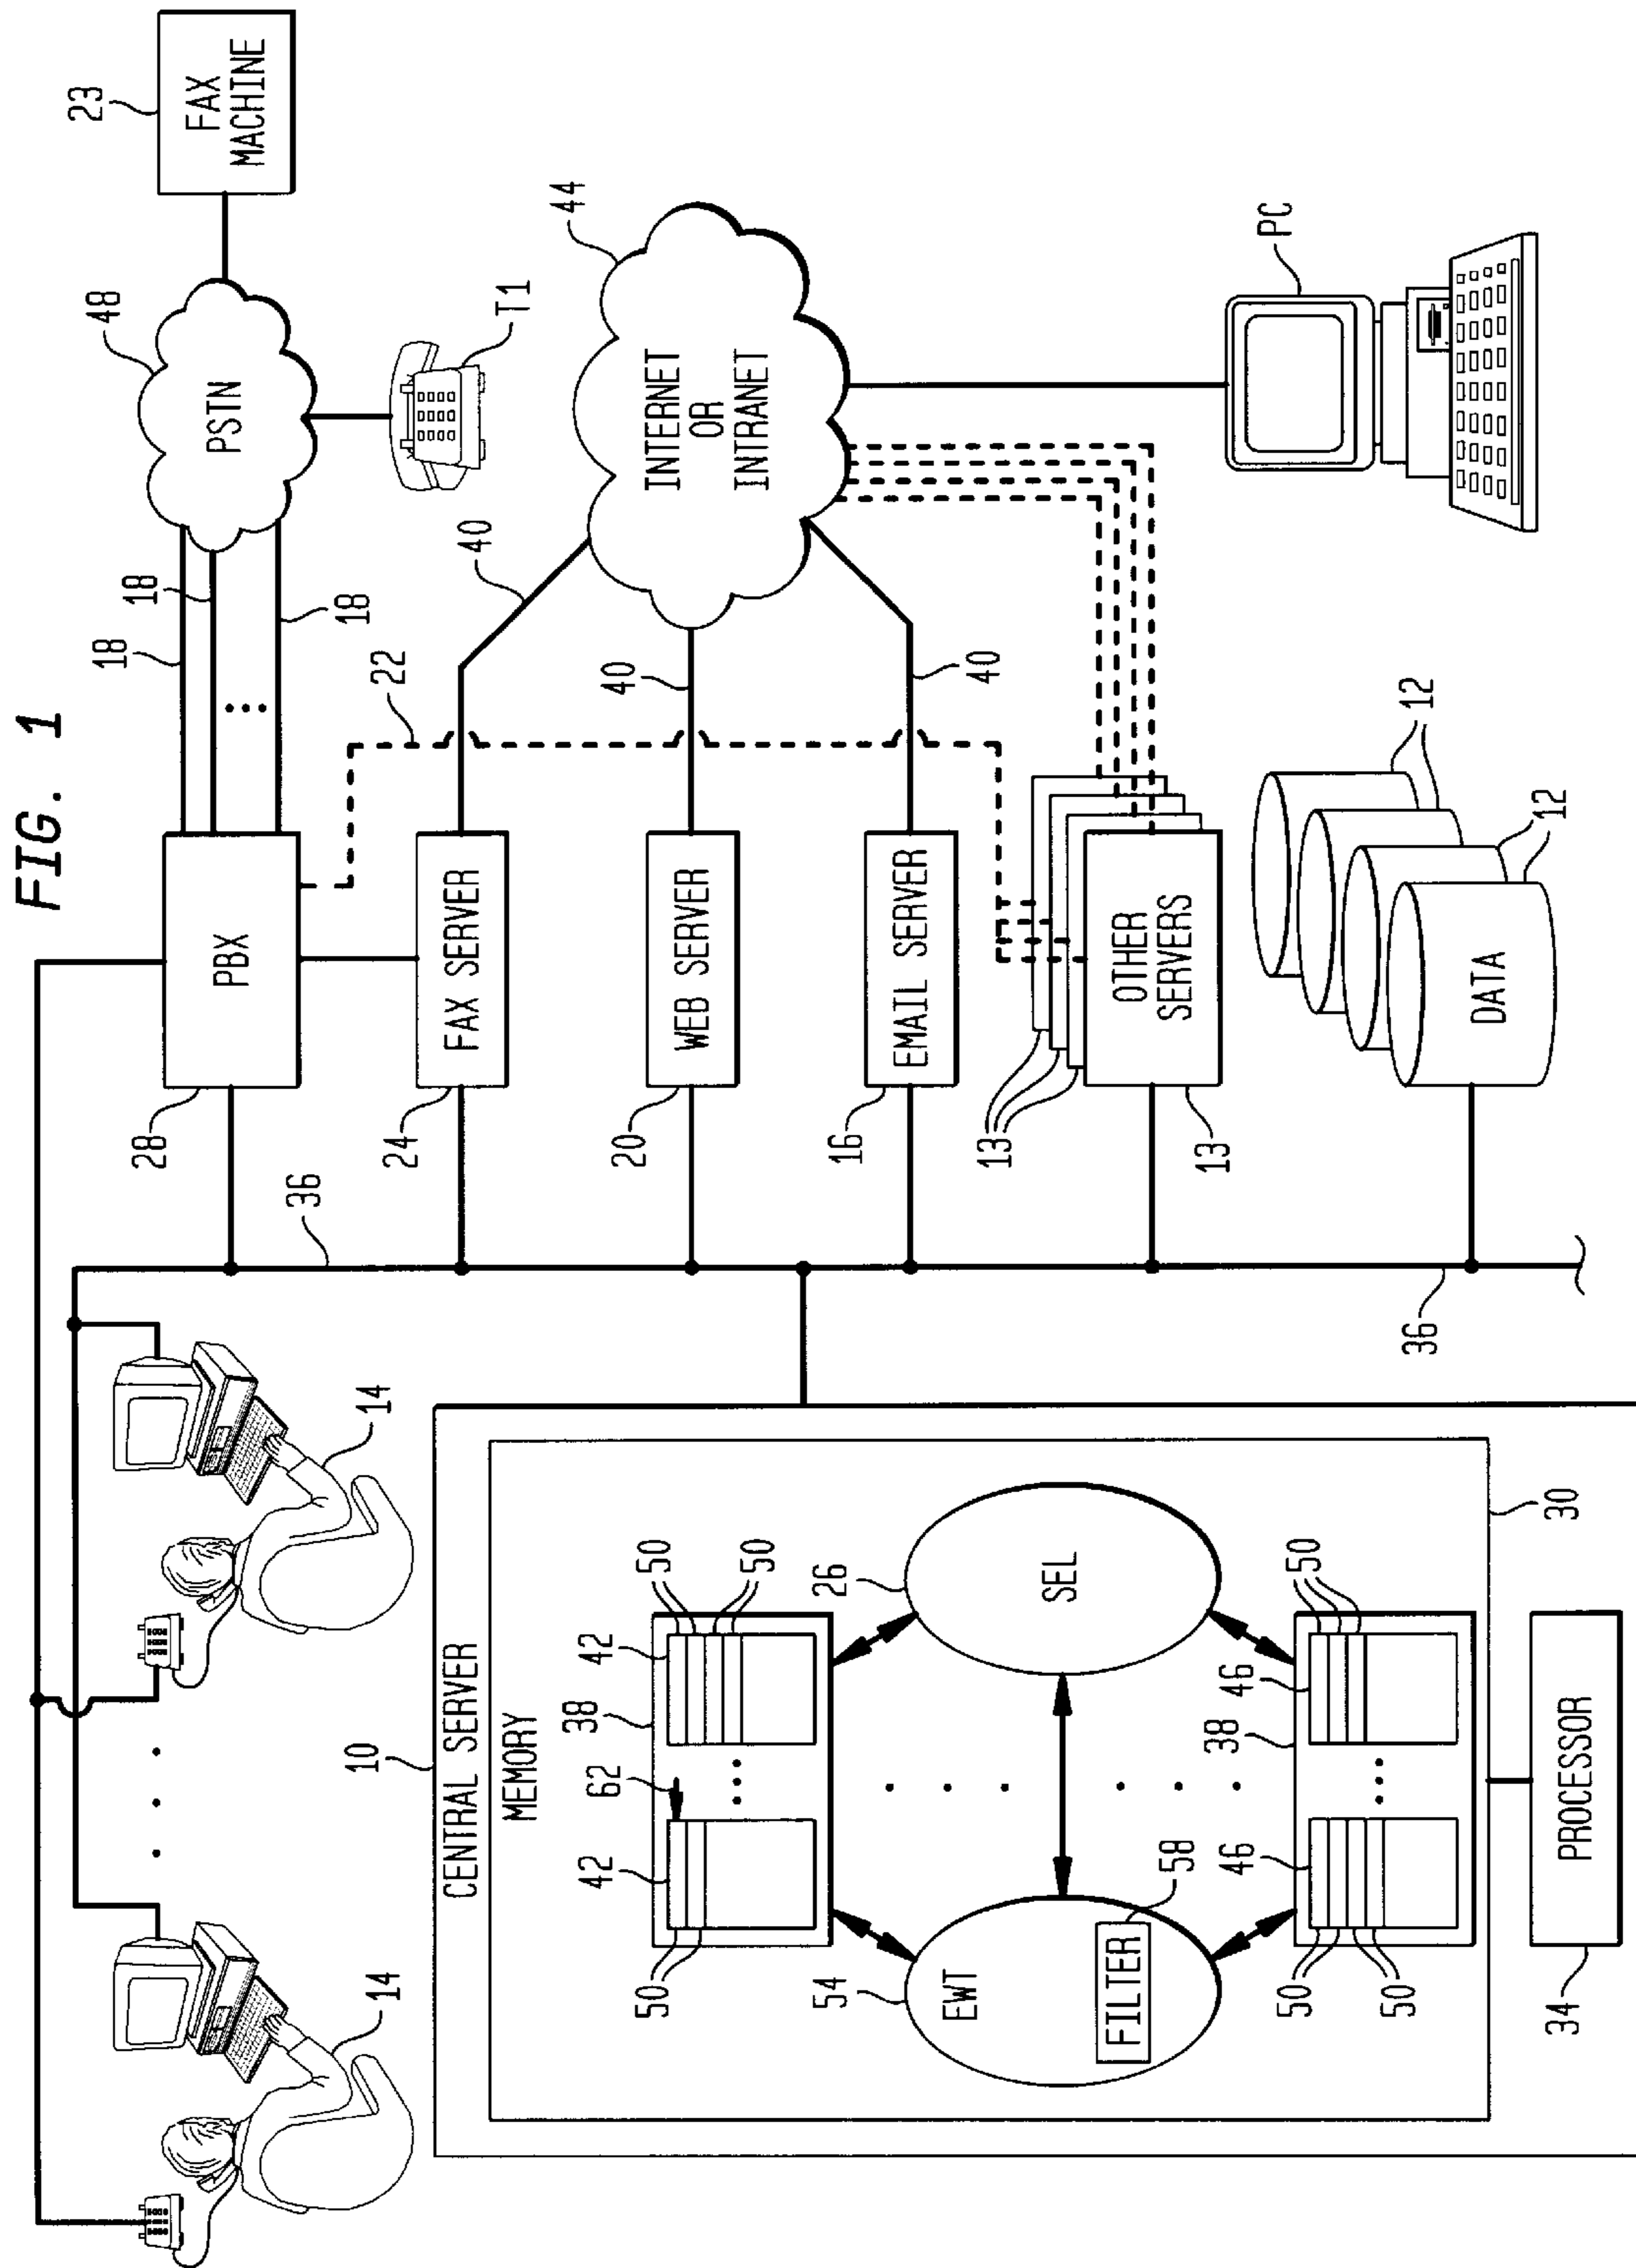 FIG. 1
23
FAX
MACHINE
48
PSTN
T1
18
18
18
44
INTERNET
OR
INTRANET
PC
22
40
40
40
PBX
28
FAX SERVER
24
WEB SERVER
20
EMAIL SERVER
16
OTHER
SERVERS
13
13
DATA
12
12
36
36
14
14
10
CENTRAL SERVER
MEMORY
30
62
42
42
38
50
50
50
26
SEL
54
EWT
FILTER
58
46
46
38
50
50
50
PROCESSOR
34